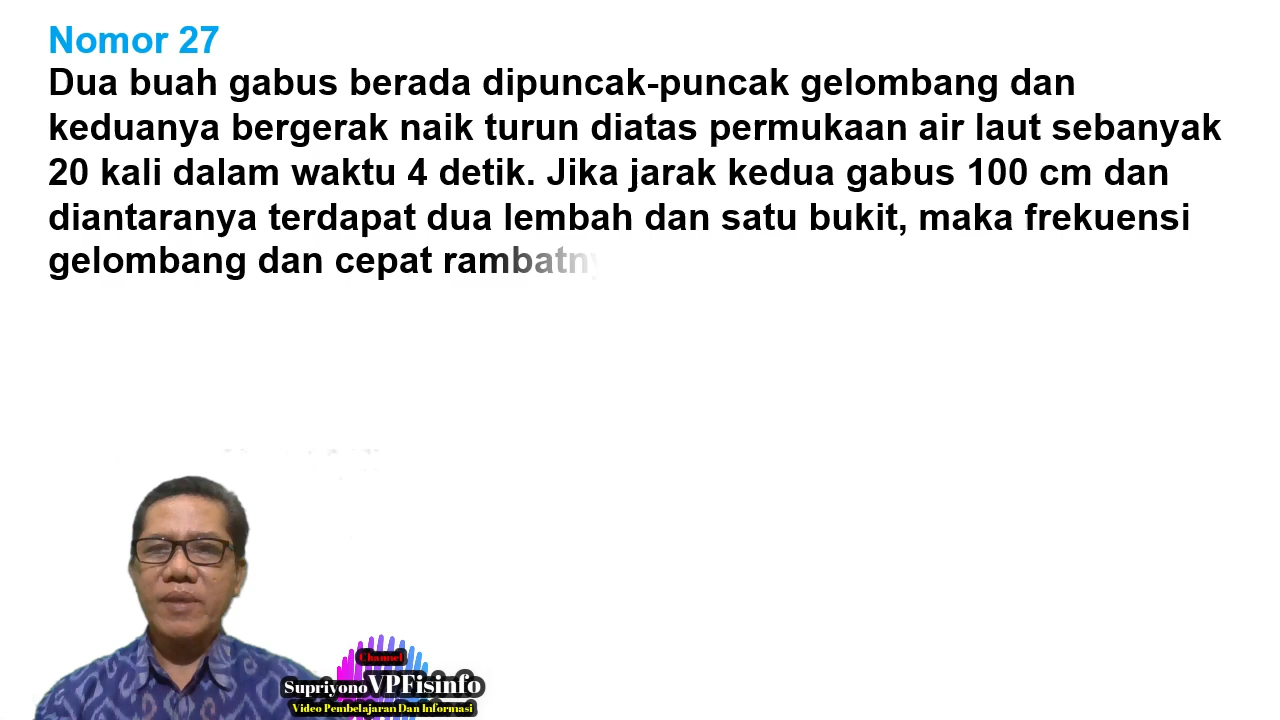 Nomor 27
Dua buah gabus berada dipuncak-puncak gelombang dan
keduanya bergerak naik turun diatas permukaan air laut sebanyak
20 kali dalam waktu 4 detik. Jika jarak kedua gabus 100 cm dan
diantaranya terdapat dua lembah dan satu bukit, maka frekuensi
gelombang dan cepat
Channel
Supriyono VPFisinfo
Video Pembelajaran Dan Informasi